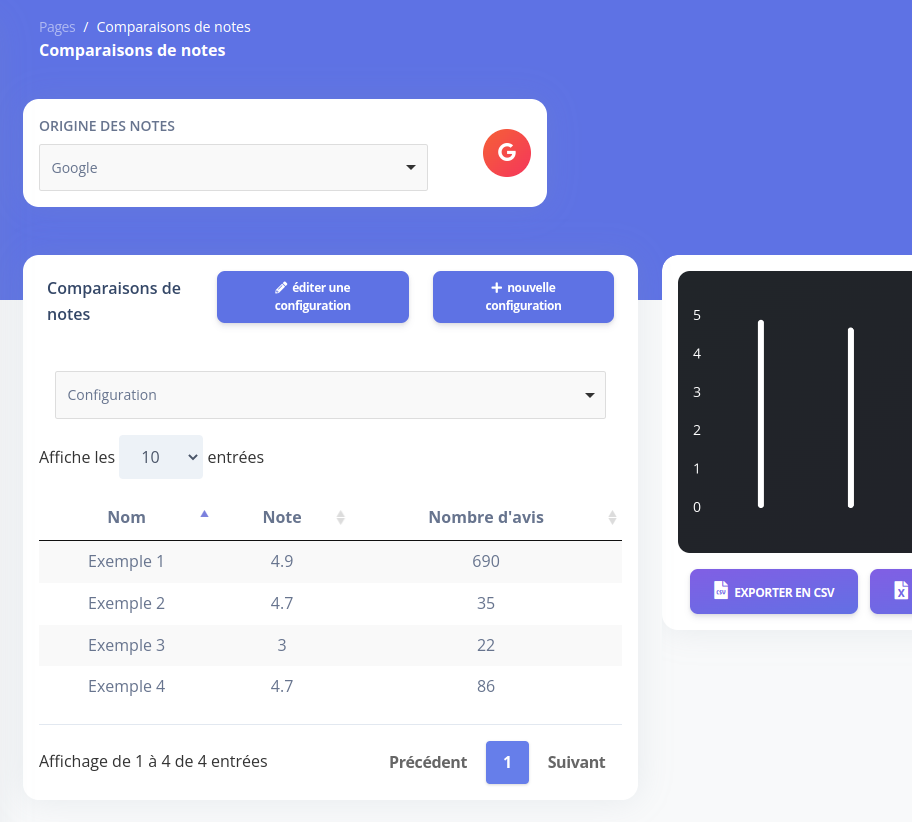 Pages / Comparaisons de notes
Comparaisons de notes
ORIGINE DES NOTES
Google
G
Comparaisons de
notes
éditer une
configuration
nouvelle
configuration
Configuration
Affiche les 10 entrées
Nom Note Nombre d'avis
Exemple 1 4.9 690
Exemple 2 4.7 35
Exemple 3 3 22
Exemple 4 4.7 86
Affichage de 1 à 4 de 4 entrées
Précédent 1 Suivant
5
4
3
2
1
0
CSV EXPORTER EN CSV
X